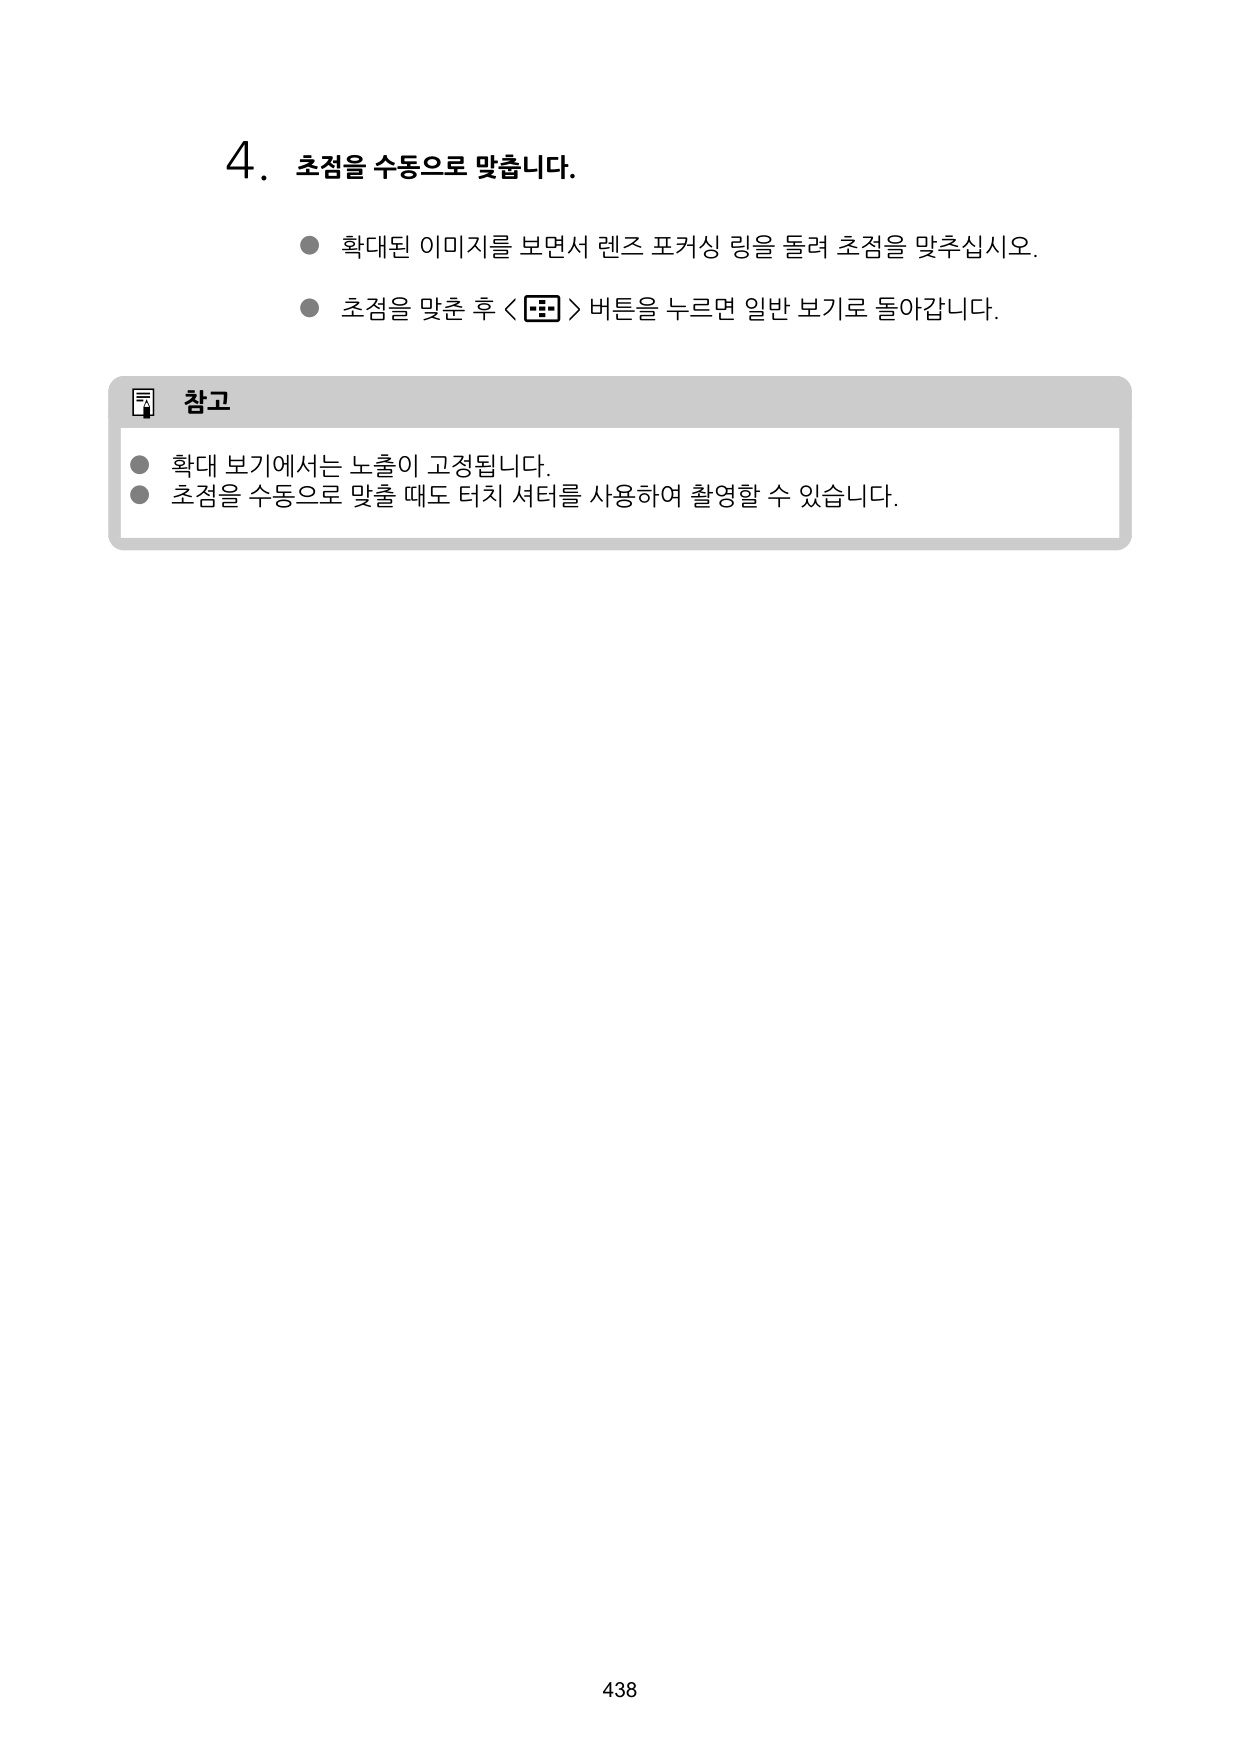 4. 초점을 수동으로 맞춥니다.
● 확대된 이미지를 보면서 렌즈 포커싱 링을 돌려 초점을 맞추십시오.
● 초점을 맞춘 후 < > 버튼을 누르면 일반 보기로 돌아갑니다.
참고
● 확대 보기에서는 노출이 고정됩니다.
● 초점을 수동으로 맞출 때도 터치 셔터를 사용하여 촬영할 수 있습니다.
438